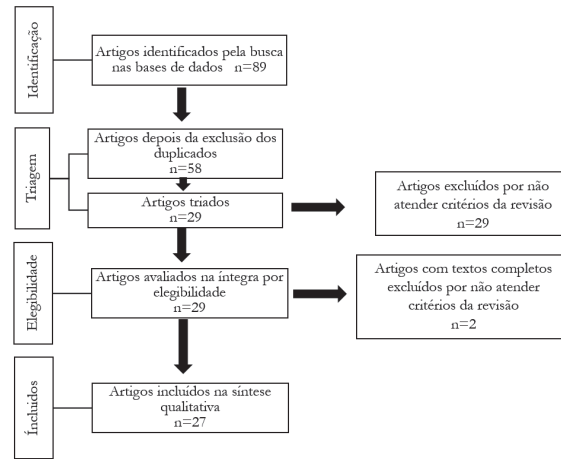 Identificação
Artigos identificados pela busca
nas bases de dados n=89
Triagem
Artigos depois da exclusão dos
duplicados
n=58
Artigos triados
n=29
Artigos excluídos por não
atender critérios da revisão
n=29
Elegibilidade
Artigos avaliados na íntegra por
elegibilidade
n=29
Artigos com textos completos
excluídos por não atender
critérios da revisão
n=2
Íncluidos
Artigos incluídos na síntese
qualitativa
n=27